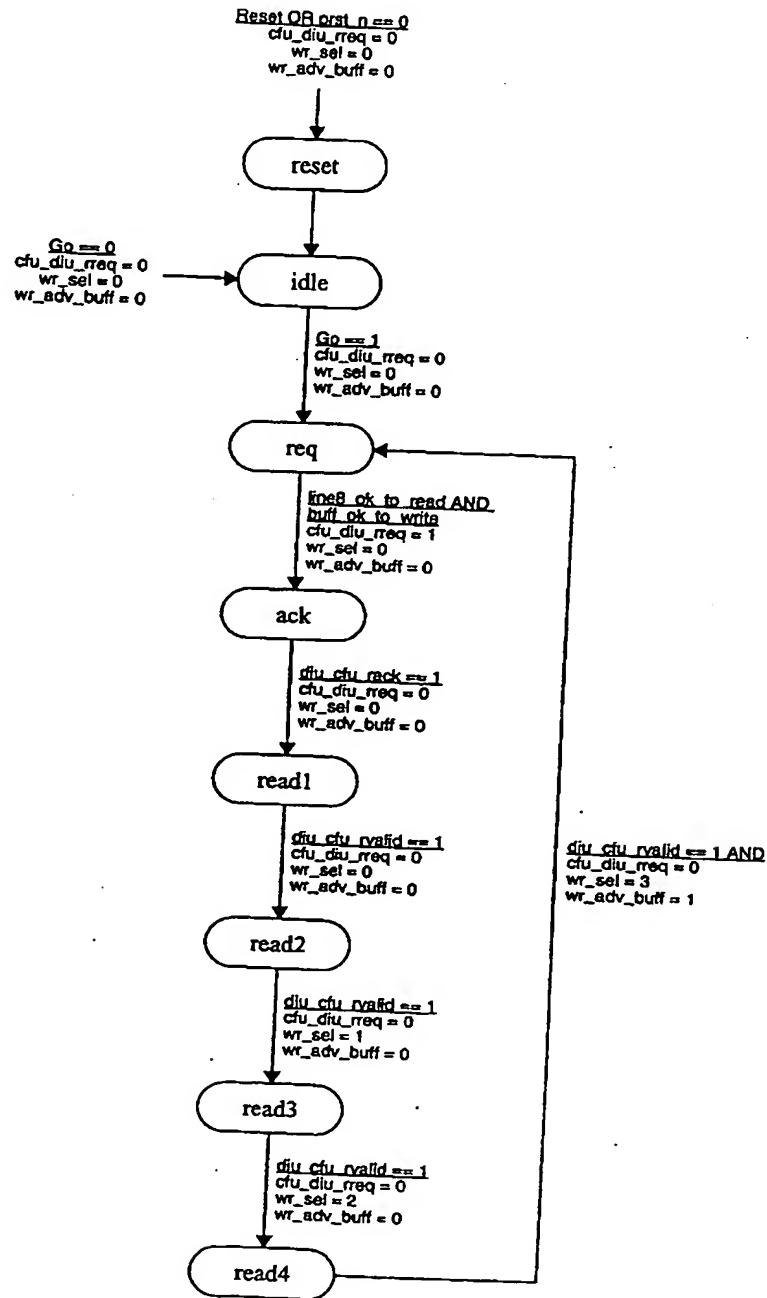 Reset OR prst_n == 0
cfu_diu_rreq = 0
wr_sel = 0
wr_adv_buff = 0
reset
Go == 0
cfu_diu_rreq = 0
wr_sel = 0
wr_adv_buff = 0
idle
Go == 1
cfu_diu_rreq = 0
wr_sel = 0
wr_adv_buff = 0
req
line8_ok_to_read AND
buff_ok_to_write
cfu_diu_rreq = 1
wr_sel = 0
wr_adv_buff = 0
ack
diu_cfu_rack == 1
cfu_diu_rreq = 0
wr_sel = 0
wr_adv_buff = 0
read1
diu_cfu_rvalid == 1
cfu_diu_rreq = 0
wr_sel = 0
wr_adv_buff = 0
diu_cfu_rvalid == 1 AND
cfu_diu_rreq = 0
wr_sel = 3
wr_adv_buff = 1
read2
diu_cfu_rvalid == 1
cfu_diu_rreq = 0
wr_sel = 1
wr_adv_buff = 0
read3
diu_cfu_rvalid == 1
cfu_diu_rreq = 0
wr_sel = 2
wr_adv_buff = 0
read4